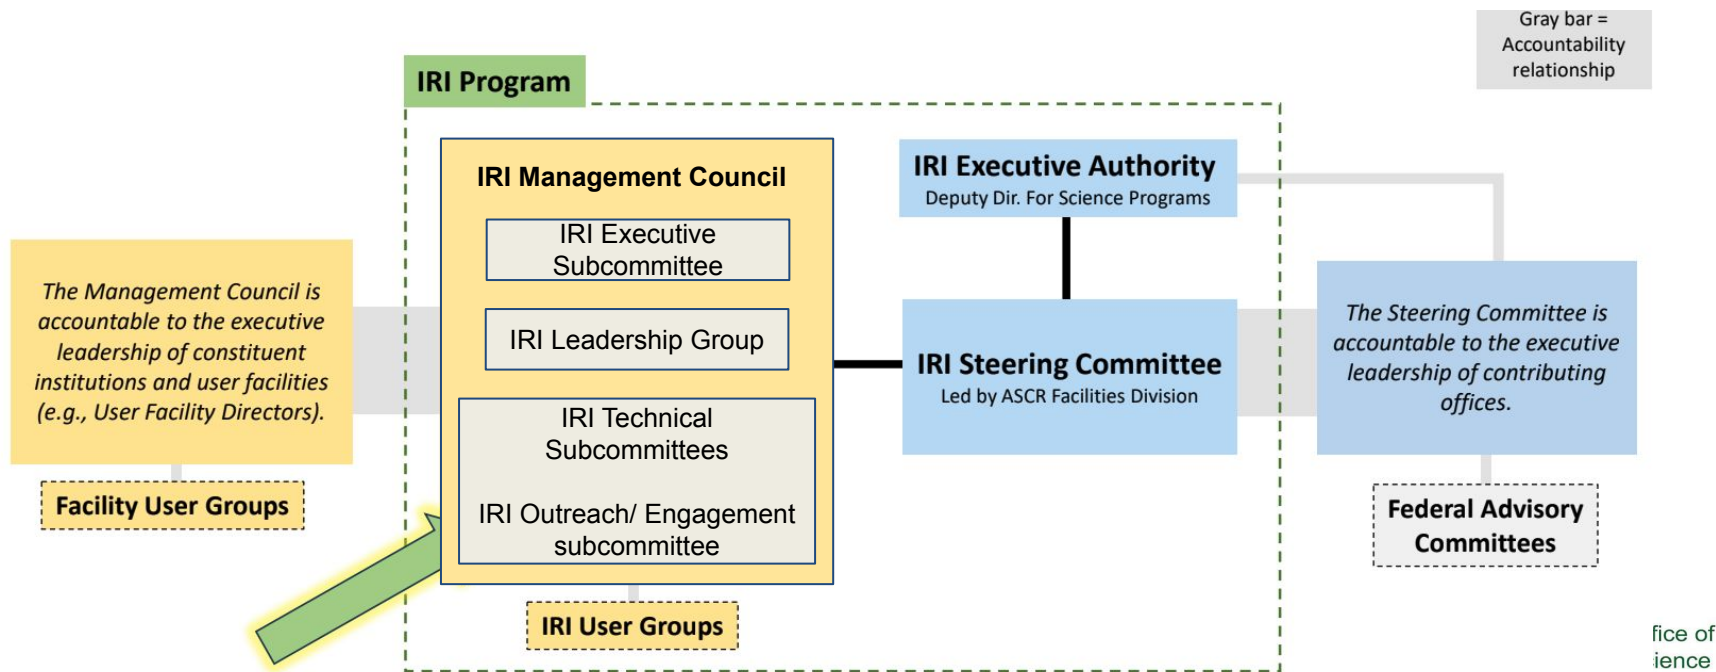 Gray bar =
Accountability
relationship
IRI Program
IRI Management Council
IRI Executive
Subcommittee
IRI Leadership Group
IRI Technical
Subcommittees
IRI Outreach/ Engagement
subcommittee
IRI Executive Authority
Deputy Dir. For Science Programs
IRI Steering Committee
Led by ASCR Facilities Division
The Management Council is
accountable to the executive
leadership of constituent
institutions and user facilities
(e.g., User Facility Directors).
The Steering Committee is
accountable to the executive
leadership of contributing
offices.
Facility User Groups
IRI User Groups
Federal Advisory
Committees
fice of
ience